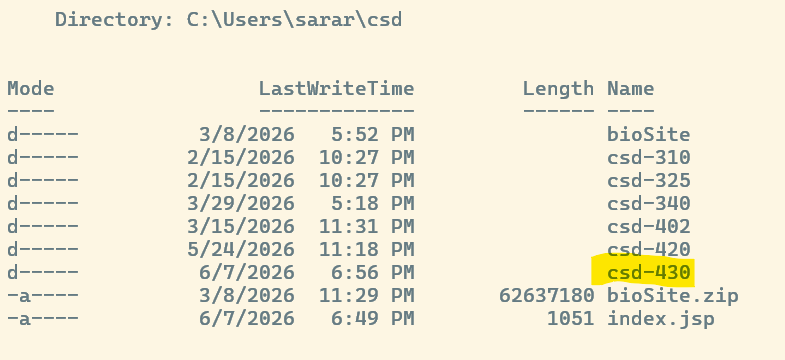 Directory: C:\Users\sarar\csd
Mode                 LastWriteTime         Length Name
----                 -------------         ------ ----
d-----          3/8/2026   5:52 PM                bioSite
d-----         2/15/2026  10:27 PM                csd-310
d-----         2/15/2026  10:27 PM                csd-325
d-----         3/29/2026   5:18 PM                csd-340
d-----         3/15/2026  11:31 PM                csd-402
d-----         5/24/2026  11:18 PM                csd-420
d-----          6/7/2026   6:56 PM                csd-430
-a----          3/8/2026  11:29 PM       62637180 bioSite.zip
-a----          6/7/2026   6:49 PM           1051 index.jsp